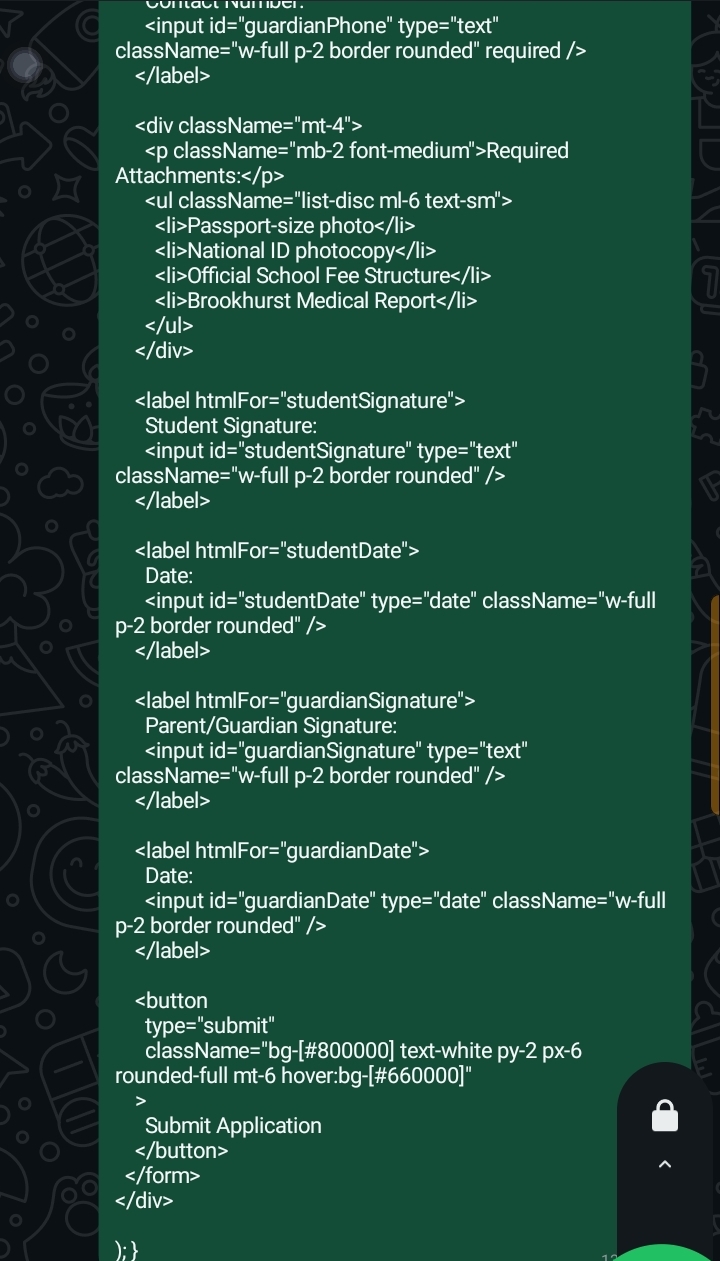 Contact Number:
<input id="guardianPhone" type="text"
className="w-full p-2 border rounded" required />
</label>
<div className="mt-4">
<p className="mb-2 font-medium">Required
Attachments:</p>
<ul className="list-disc ml-6 text-sm">
<li>Passport-size photo</li>
<li>National ID photocopy</li>
<li>Official School Fee Structure</li>
<li>Brookhurst Medical Report</li>
</ul>
</div>
<label htmlFor="studentSignature">
Student Signature:
<input id="studentSignature" type="text"
className="w-full p-2 border rounded" />
</label>
<label htmlFor="studentDate">
Date:
<input id="studentDate" type="date" className="w-full
p-2 border rounded" />
</label>
<label htmlFor="guardianSignature">
Parent/Guardian Signature:
<input id="guardianSignature" type="text"
className="w-full p-2 border rounded" />
</label>
<label htmlFor="guardianDate">
Date:
<input id="guardianDate" type="date" className="w-full
p-2 border rounded" />
</label>
<button
type="submit"
className="bg-[#800000] text-white py-2 px-6
rounded-full mt-6 hover:bg-[#660000]"
>
Submit Application
</button>
</form>
</div>
); }